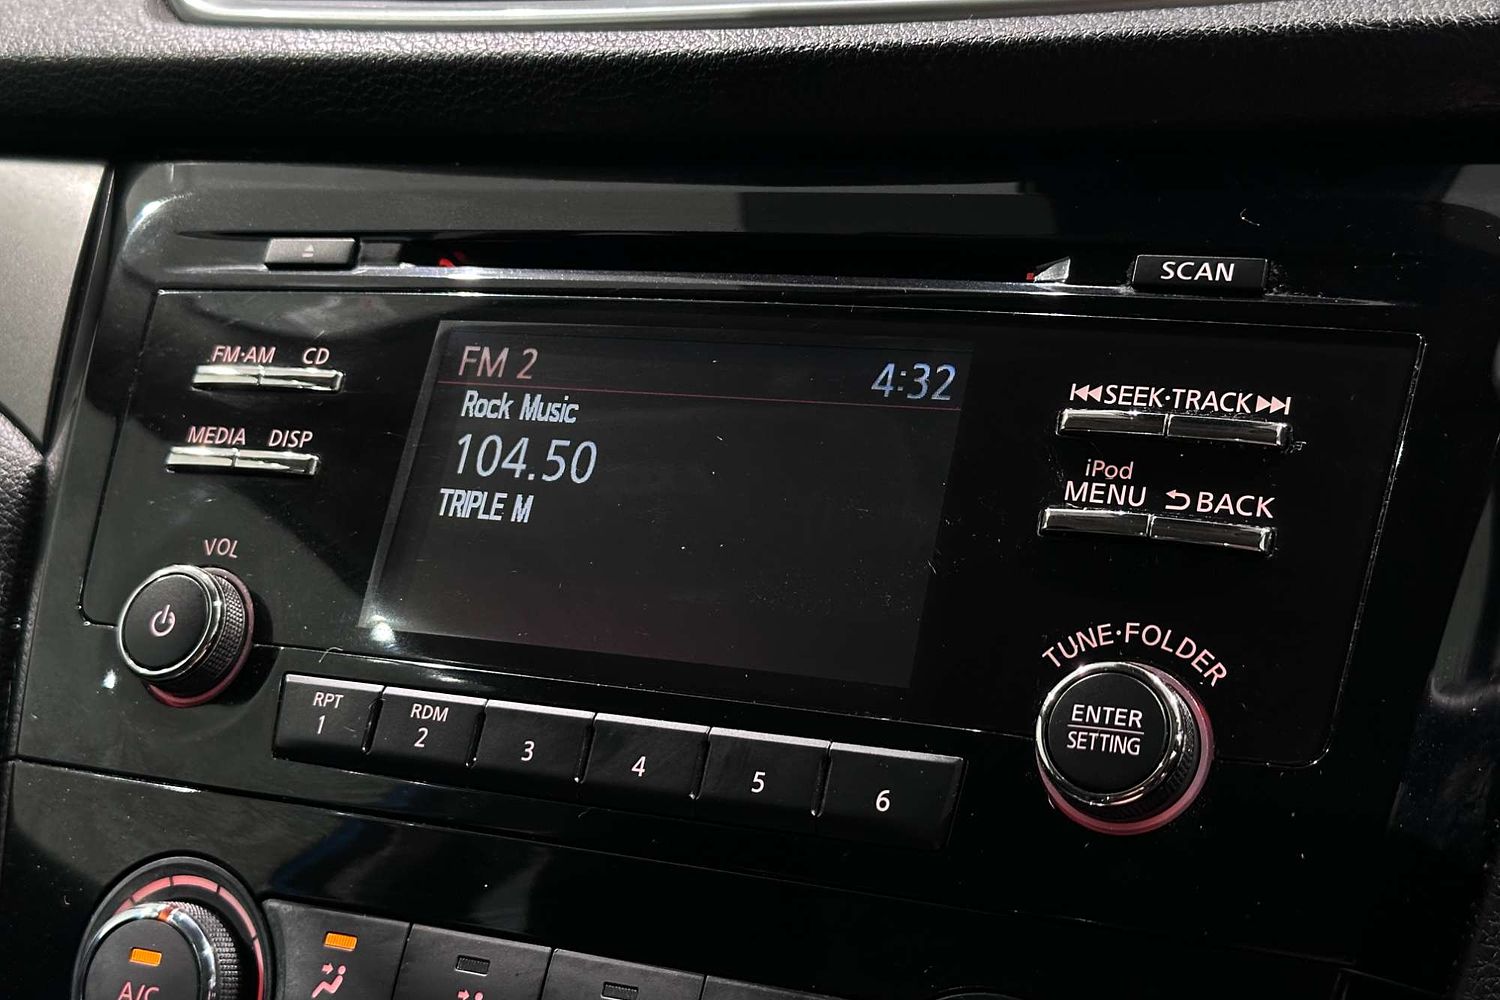 SCAN
FM·AM CD
MEDIA DISP
VOL
FM 2 4:32
Rock Music
104.50
TRIPLE M
SEEK·TRACK
iPod
MENU BACK
TUNE·FOLDER
ENTER
SETTING
RPT
1
RDM
2
3
4
5
6
A/C